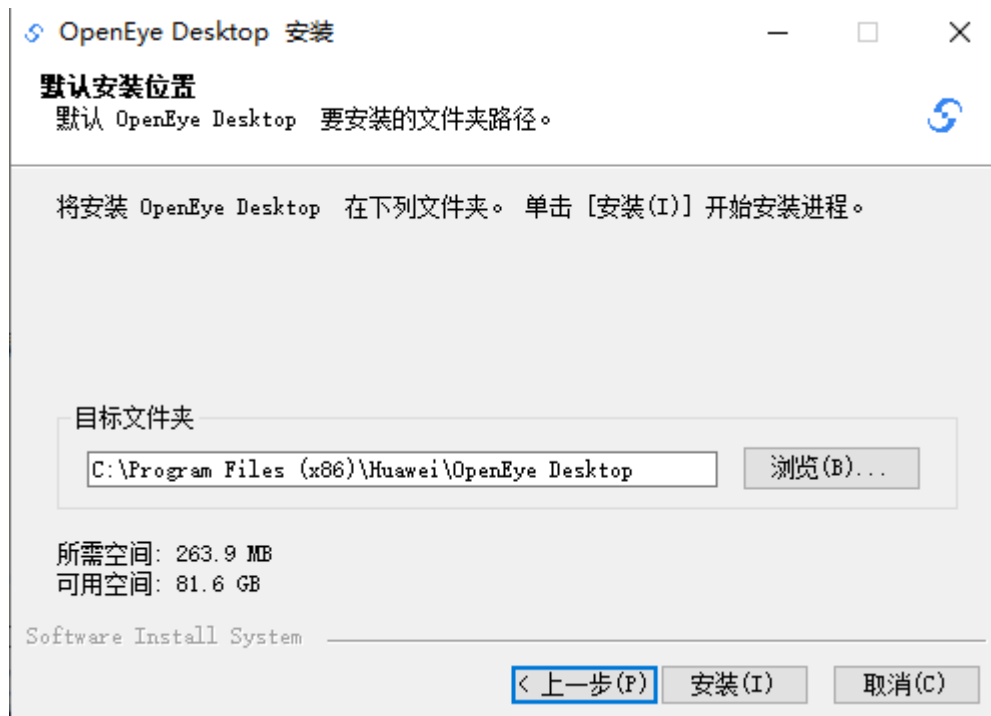 OpenEye Desktop 安装
默认安装位置
默认 OpenEye Desktop 要安装的文件夹路径。
将安装 OpenEye Desktop 在下列文件夹。 单击 [安装(I)] 开始安装进程。
目标文件夹
C:\Program Files (x86)\Huawei\OpenEye Desktop
浏览(B)...
所需空间: 263.9 MB
可用空间: 81.6 GB
Software Install System
< 上一步(P) 安装(I) 取消(C)